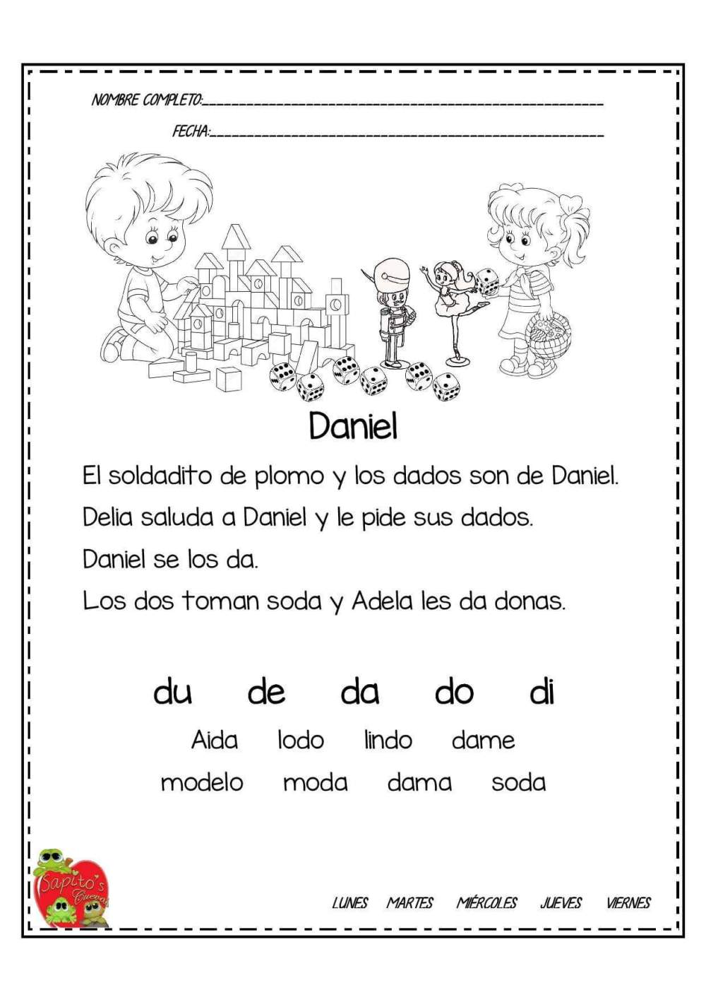 NOMBRE COMPLETO:
FECHA:
Daniel
El soldadito de plomo y los dados son de Daniel.
Delia saluda a Daniel y le pide sus dados.
Daniel se los da.
Los dos toman soda y Adela les da donas.
du de da do di
Aida lodo lindo dame
modelo moda dama soda
Sapito's
Cuevas
LUNES MARTES MIÉRCOLES JUEVES VIERNES